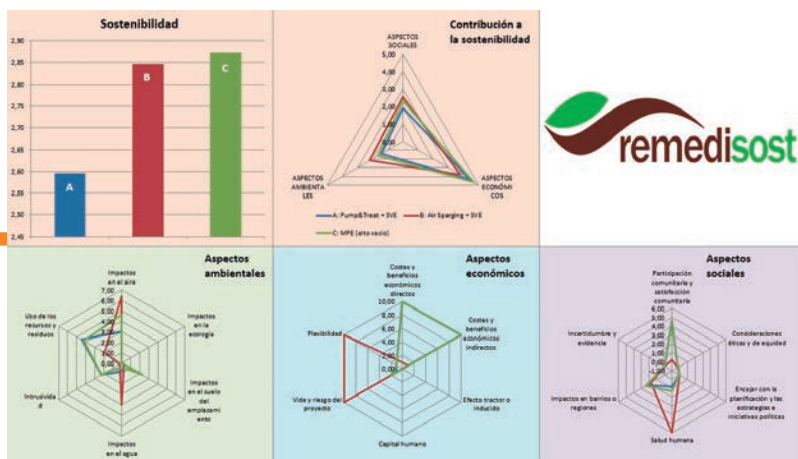 Sostenibilidad
2,90
2,85
2,80
2,75
2,70
2,65
2,60
2,55
2,50
2,45
A
B
C
Contribución a
la sostenibilidad
ASPECTOS
SOCIALES
5,00
4,00
3,00
2,00
1,00
0,00
ASPECTOS
AMBIENTA
LES
ASPECTOS
ECONÓMI
COS
A: Pump&Treat + SVE
B: Air Sparging + SVE
C: MPE (alto vacío)
remedisost
Aspectos
ambientales
Impactos
en el aire
7,00
6,00
5,00
4,00
3,00
2,00
1,00
0,00
Uso de los
recursos y
residuos
Impactos
en la
ecología
Intrusivida
d
Impactos
en el suelo
del
emplazami
ento
Impactos
en el agua
Aspectos
económicos
Costes y
beneficios
económicos
directos
10,00
8,00
6,00
4,00
2,00
0,00
Flexibilidad
Costes y
beneficios
económicos
indirectos
Vida y riesgo del
proyecto
Efecto tractor o
inducido
Capital humano
Aspectos
sociales
Participación
comunitaria y
satisfacción
comunitaria
6,00
5,00
4,00
3,00
2,00
1,00
0,00
-1,00
Incertidumbre y
evidencia
Consideraciones
éticas y de equidad
Impactos en barrios o
regiones
Encajar con la
planificación y las
estrategias e
iniciativas políticas
Salud humana